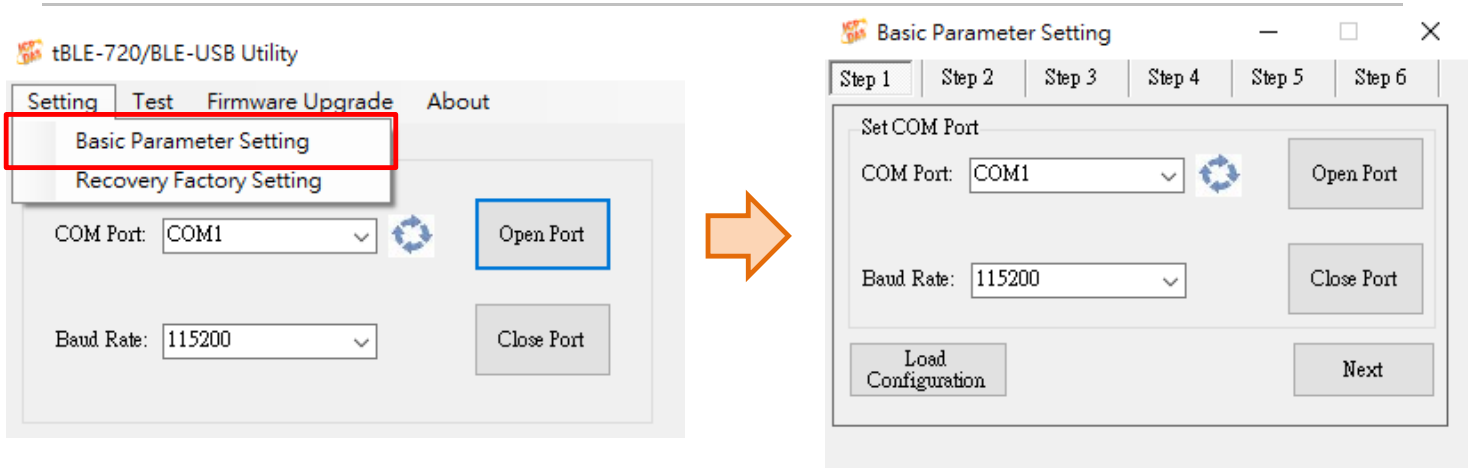 tBLE-720/BLE-USB Utility
Setting Test Firmware Upgrade About
Basic Parameter Setting
Recovery Factory Setting
COM Port: COM1 Open Port
Baud Rate: 115200 Close Port
Basic Parameter Setting
Step 1 Step 2 Step 3 Step 4 Step 5 Step 6
Set COM Port
COM Port: COM1 Open Port
Baud Rate: 115200 Close Port
Load
Configuration
Next